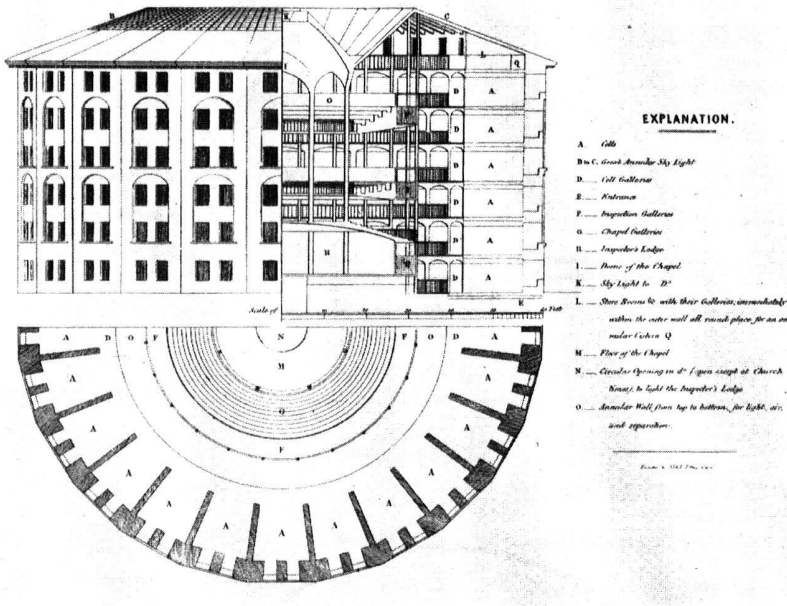 B
K
C
I
L
Q
G
D
A
D
A
D
A
D
A
D
A
H
D
A
E
Scale of
Feet
A
D
O
F
N
F
O
D
A
M
G
F
A
A
A
A
A
A
A
A
A
EXPLANATION.
A Cells
B to C. Great Annular Sky Light
D Cell Galleries
E Entrance
F Inspection Galleries
G Chapel Galleries
H Inspector's Lodge
I Dome of the Chapel
K Sky Light to Dº
L Store Rooms &c with their Galleries, immediately
within the outer wall all round place for an an
nular Cistern Q
M Floor of the Chapel
N Circular Opening in dº (open except at Church
times), to light the Inspector's Lodge
O Annular Wall from top to bottom, for light, air,
and separation.